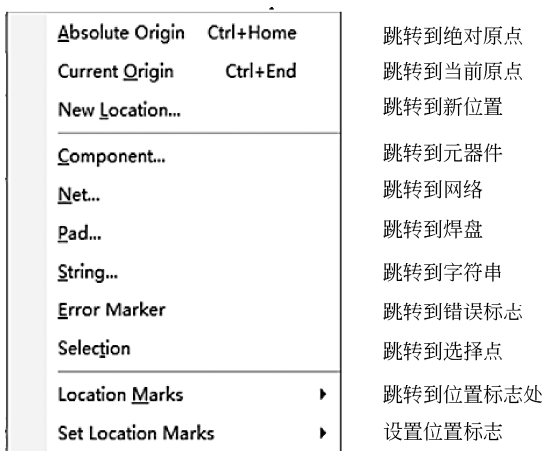 Absolute Origin Ctrl+Home 跳转到绝对原点
Current Origin Ctrl+End 跳转到当前原点
New Location... 跳转到新位置
Component... 跳转到元器件
Net... 跳转到网络
Pad... 跳转到焊盘
String... 跳转到字符串
Error Marker 跳转到错误标志
Selection 跳转到选择点
Location Marks 跳转到位置标志处
Set Location Marks 设置位置标志